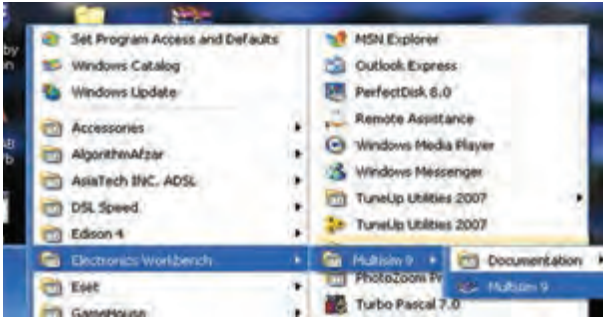 Set Program Access and Defaults
Windows Catalog
Windows Update
Accessories
AlgorithmAfzar
AsiaTech INC. ADSL
DSL Speed
Edison 4
Electronics Workbench
Eset
GameHouse
MSN Explorer
Outlook Express
PerfectDisk 8.0
Remote Assistance
Windows Media Player
Windows Messenger
TuneUp Utilities 2007
TuneUp Utilities 2007
Multisim 9
PhotoZoom Pr
Turbo Pascal 7.0
Documentation
Multisim 9